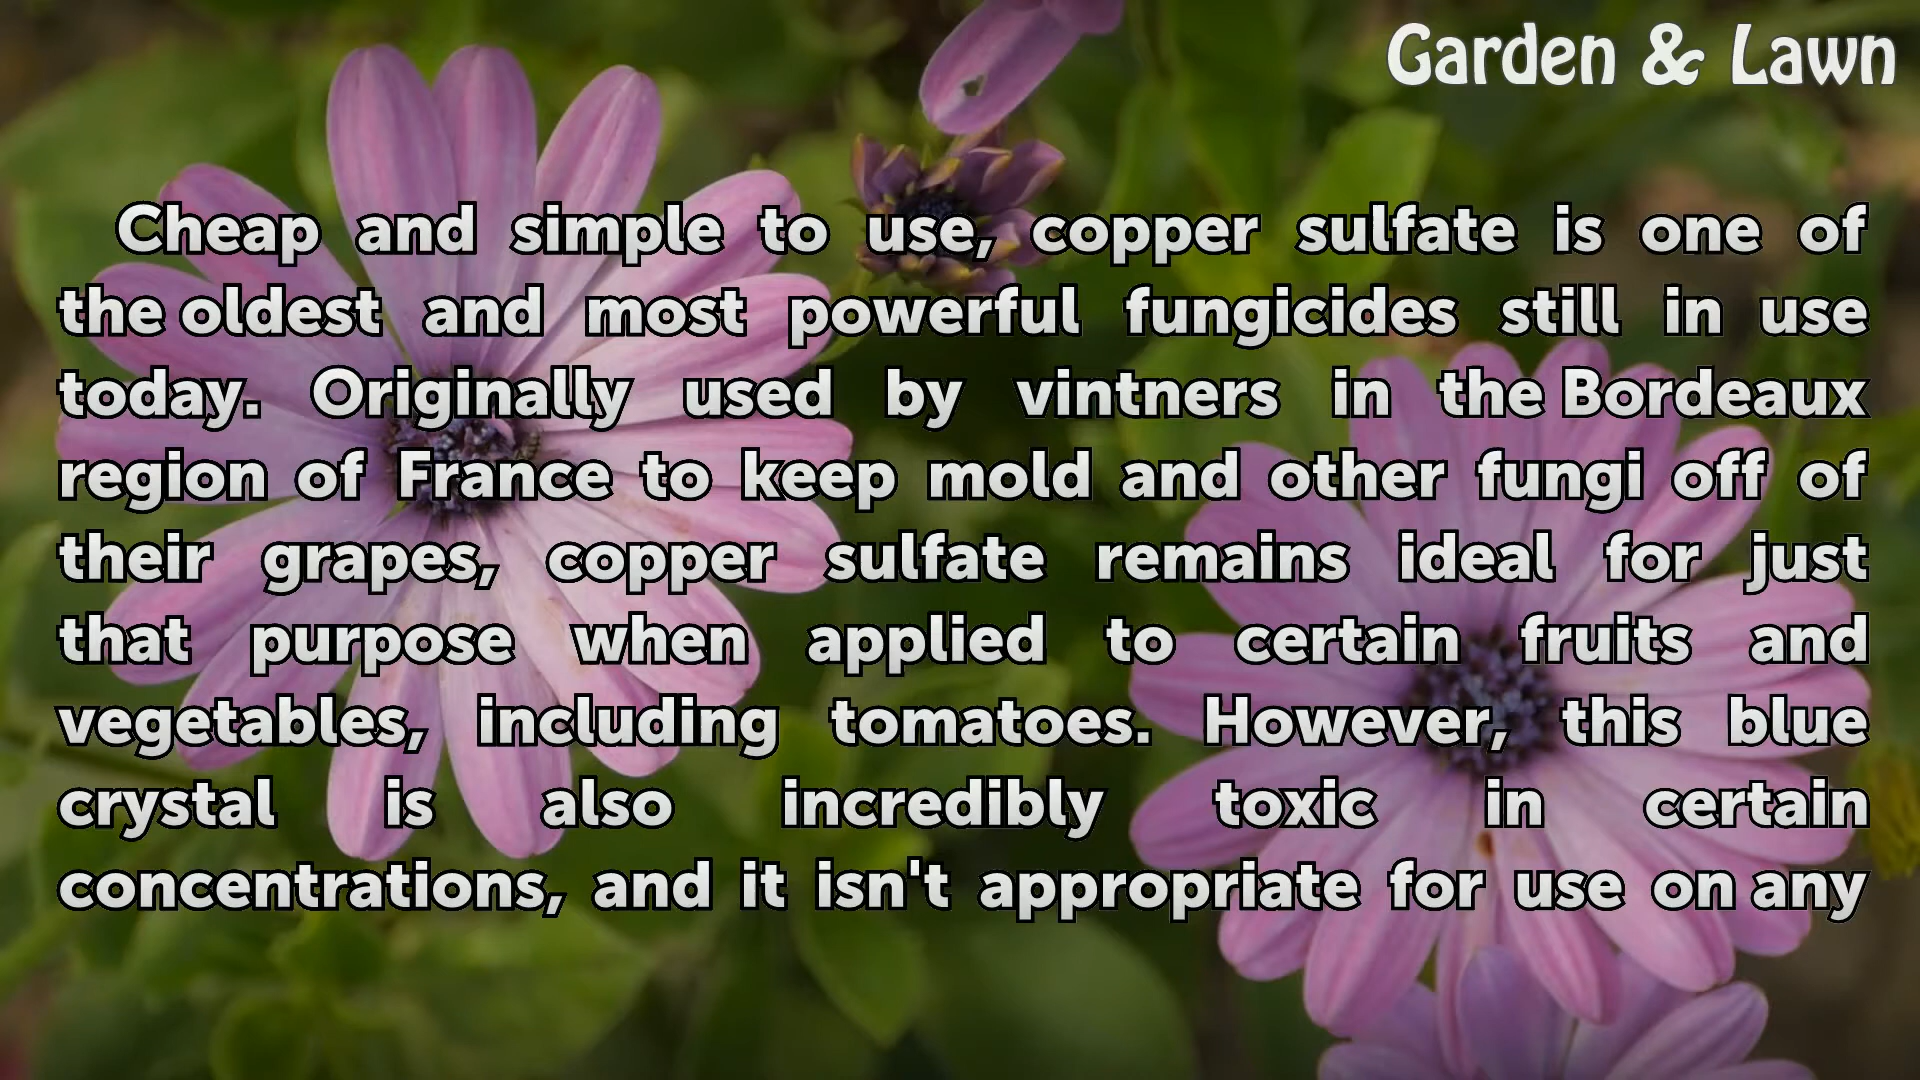 Garden & Lawn
Cheap and simple to use, copper sulfate is one of
the oldest and most powerful fungicides still in use
today. Originally used by vintners in the Bordeaux
region of France to keep mold and other fungi off of
their grapes, copper sulfate remains ideal for just
that purpose when applied to certain fruits and
vegetables, including tomatoes. However, this blue
crystal is also incredibly toxic in certain
concentrations, and it isn't appropriate for use on any